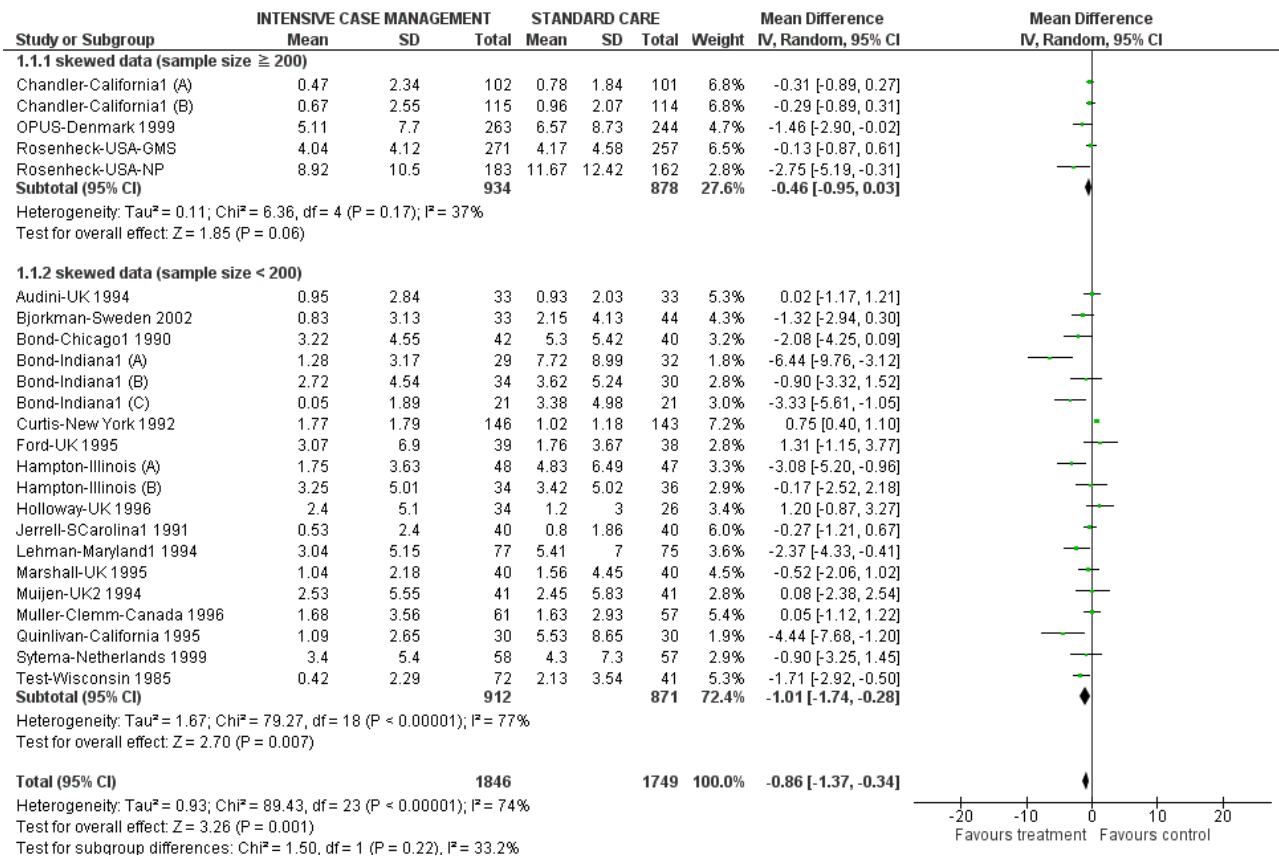 INTENSIVE CASE MANAGEMENT STANDARD CARE Mean Difference Mean Difference
Study or Subgroup Mean SD Total Mean SD Total Weight IV, Random, 95% CI IV, Random, 95% CI
1.1.1 skewed data (sample size ≧ 200)
Chandler-California1 (A) 0.47 2.34 102 0.78 1.84 101 6.8% -0.31 [-0.89, 0.27]
Chandler-California1 (B) 0.67 2.55 115 0.96 2.07 114 6.8% -0.29 [-0.89, 0.31]
OPUS-Denmark 1999 5.11 7.7 263 6.57 8.73 244 4.7% -1.46 [-2.90, -0.02]
Rosenheck-USA-GMS 4.04 4.12 271 4.17 4.58 257 6.5% -0.13 [-0.87, 0.61]
Rosenheck-USA-NP 8.92 10.5 183 11.67 12.42 162 2.8% -2.75 [-5.19, -0.31]
Subtotal (95% CI) 934 878 27.6% -0.46 [-0.95, 0.03]
Heterogeneity: Tau² = 0.11; Chi² = 6.36, df = 4 (P = 0.17); I² = 37%
Test for overall effect: Z = 1.85 (P = 0.06)
1.1.2 skewed data (sample size < 200)
Audini-UK 1994 0.95 2.84 33 0.93 2.03 33 5.3% 0.02 [-1.17, 1.21]
Bjorkman-Sweden 2002 0.83 3.13 33 2.15 4.13 44 4.3% -1.32 [-2.94, 0.30]
Bond-Chicago1 1990 3.22 4.55 42 5.3 5.42 40 3.2% -2.08 [-4.25, 0.09]
Bond-Indiana1 (A) 1.28 3.17 29 7.72 8.99 32 1.8% -6.44 [-9.76, -3.12]
Bond-Indiana1 (B) 2.72 4.54 34 3.62 5.24 30 2.8% -0.90 [-3.32, 1.52]
Bond-Indiana1 (C) 0.05 1.89 21 3.38 4.98 21 3.0% -3.33 [-5.61, -1.05]
Curtis-New York 1992 1.77 1.79 146 1.02 1.18 143 7.2% 0.75 [0.40, 1.10]
Ford-UK 1995 3.07 6.9 39 1.76 3.67 38 2.8% 1.31 [-1.15, 3.77]
Hampton-Illinois (A) 1.75 3.63 48 4.83 6.49 47 3.3% -3.08 [-5.20, -0.96]
Hampton-Illinois (B) 3.25 5.01 34 3.42 5.02 36 2.9% -0.17 [-2.52, 2.18]
Holloway-UK 1996 2.4 5.1 34 1.2 3 26 3.4% 1.20 [-0.87, 3.27]
Jerrell-SCarolina1 1991 0.53 2.4 40 0.8 1.86 40 6.0% -0.27 [-1.21, 0.67]
Lehman-Maryland1 1994 3.04 5.15 77 5.41 7 75 3.6% -2.37 [-4.33, -0.41]
Marshall-UK 1995 1.04 2.18 40 1.56 4.45 40 4.5% -0.52 [-2.06, 1.02]
Muijen-UK2 1994 2.53 5.55 41 2.45 5.83 41 2.8% 0.08 [-2.38, 2.54]
Muller-Clemm-Canada 1996 1.68 3.56 61 1.63 2.93 57 5.3% 0.05 [-1.12, 1.22]
Quinlivan-California 1995 1.09 2.65 30 5.53 8.65 30 1.9% -4.44 [-7.68, -1.20]
Sytema-Netherlands 1999 3.4 5.4 58 4.3 7.3 57 2.9% -0.90 [-3.25, 1.45]
Test-Wisconsin 1985 0.42 2.29 72 2.13 3.54 41 5.3% -1.71 [-2.92, -0.50]
Subtotal (95% CI) 912 871 72.4% -1.01 [-1.74, -0.28]
Heterogeneity: Tau² = 1.67; Chi² = 79.27, df = 18 (P < 0.00001); I² = 77%
Test for overall effect: Z = 2.70 (P = 0.007)
Total (95% CI) 1846 1749 100.0% -0.86 [-1.37, -0.34]
Heterogeneity: Tau² = 0.93; Chi² = 89.43, df = 23 (P < 0.00001); I² = 74%
Test for overall effect: Z = 3.26 (P = 0.001)
Test for subgroup differences: Chi² = 1.50, df = 1 (P = 0.22), I² = 33.2%
-20 -10 0 10 20
Favours treatment Favours control